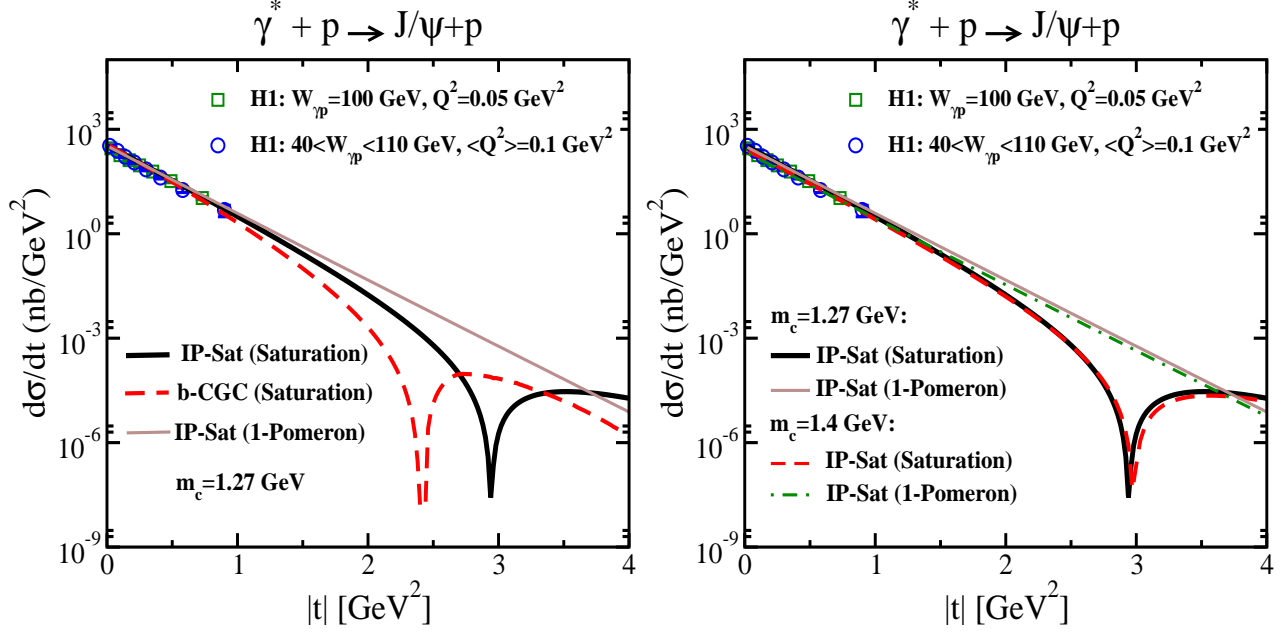 γ* + p → J/ψ+p
H1: Wγp=100 GeV, Q²=0.05 GeV²
H1: 40<Wγp<110 GeV, <Q²>=0.1 GeV²
dσ/dt (nb/GeV²)
10³
10⁰
10⁻³
10⁻⁶
10⁻⁹
IP-Sat (Saturation)
b-CGC (Saturation)
IP-Sat (1-Pomeron)
m_c=1.27 GeV
0 1 2 3 4
|t| [GeV²]
γ* + p → J/ψ+p
H1: Wγp=100 GeV, Q²=0.05 GeV²
H1: 40<Wγp<110 GeV, <Q²>=0.1 GeV²
dσ/dt (nb/GeV²)
10³
10⁰
10⁻³
10⁻⁶
10⁻⁹
m_c=1.27 GeV:
IP-Sat (Saturation)
IP-Sat (1-Pomeron)
m_c=1.4 GeV:
IP-Sat (Saturation)
IP-Sat (1-Pomeron)
0 1 2 3 4
|t| [GeV²]